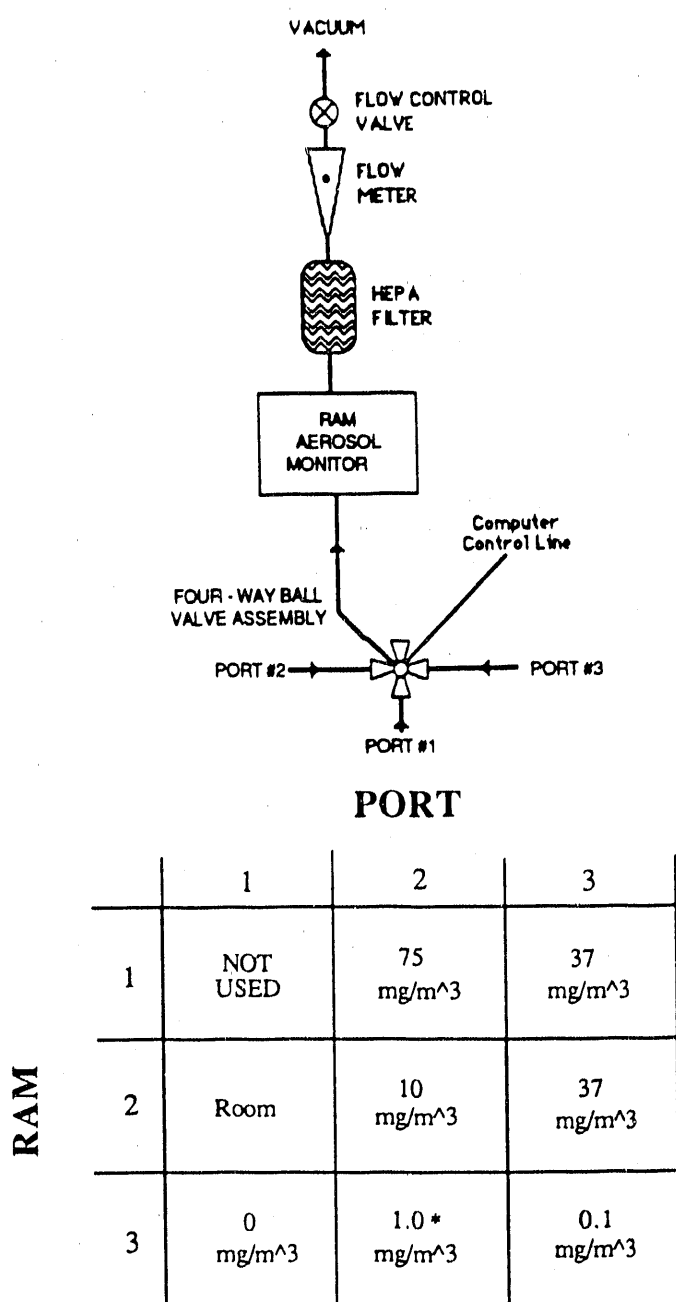 VACUUM
FLOW CONTROL
VALVE
FLOW
METER
HEPA
FILTER
RAM
AEROSOL
MONITOR
Computer
Control Line
FOUR - WAY BALL
VALVE ASSEMBLY
PORT #2
PORT #3
PORT #1
PORT
1 2 3
RAM
1 NOT USED 75 mg/m^3 37 mg/m^3
2 Room 10 mg/m^3 37 mg/m^3
3 0 mg/m^3 1.0 * mg/m^3 0.1 mg/m^3